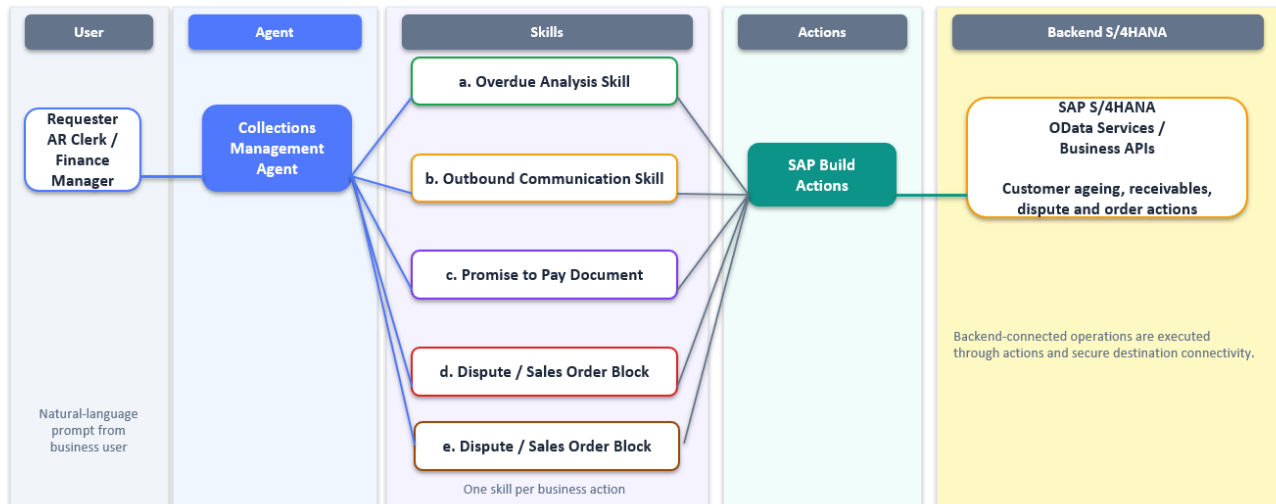 User
Agent
Skills
Actions
Backend S/4HANA
Requester
AR Clerk /
Finance
Manager
Collections
Management
Agent
a. Overdue Analysis Skill
b. Outbound Communication Skill
c. Promise to Pay Document
d. Dispute / Sales Order Block
e. Dispute / Sales Order Block
SAP Build
Actions
SAP S/4HANA
OData Services /
Business APIs
Customer ageing, receivables,
dispute and order actions
Backend-connected operations are executed
through actions and secure destination connectivity.
Natural-language
prompt from
business user
One skill per business action